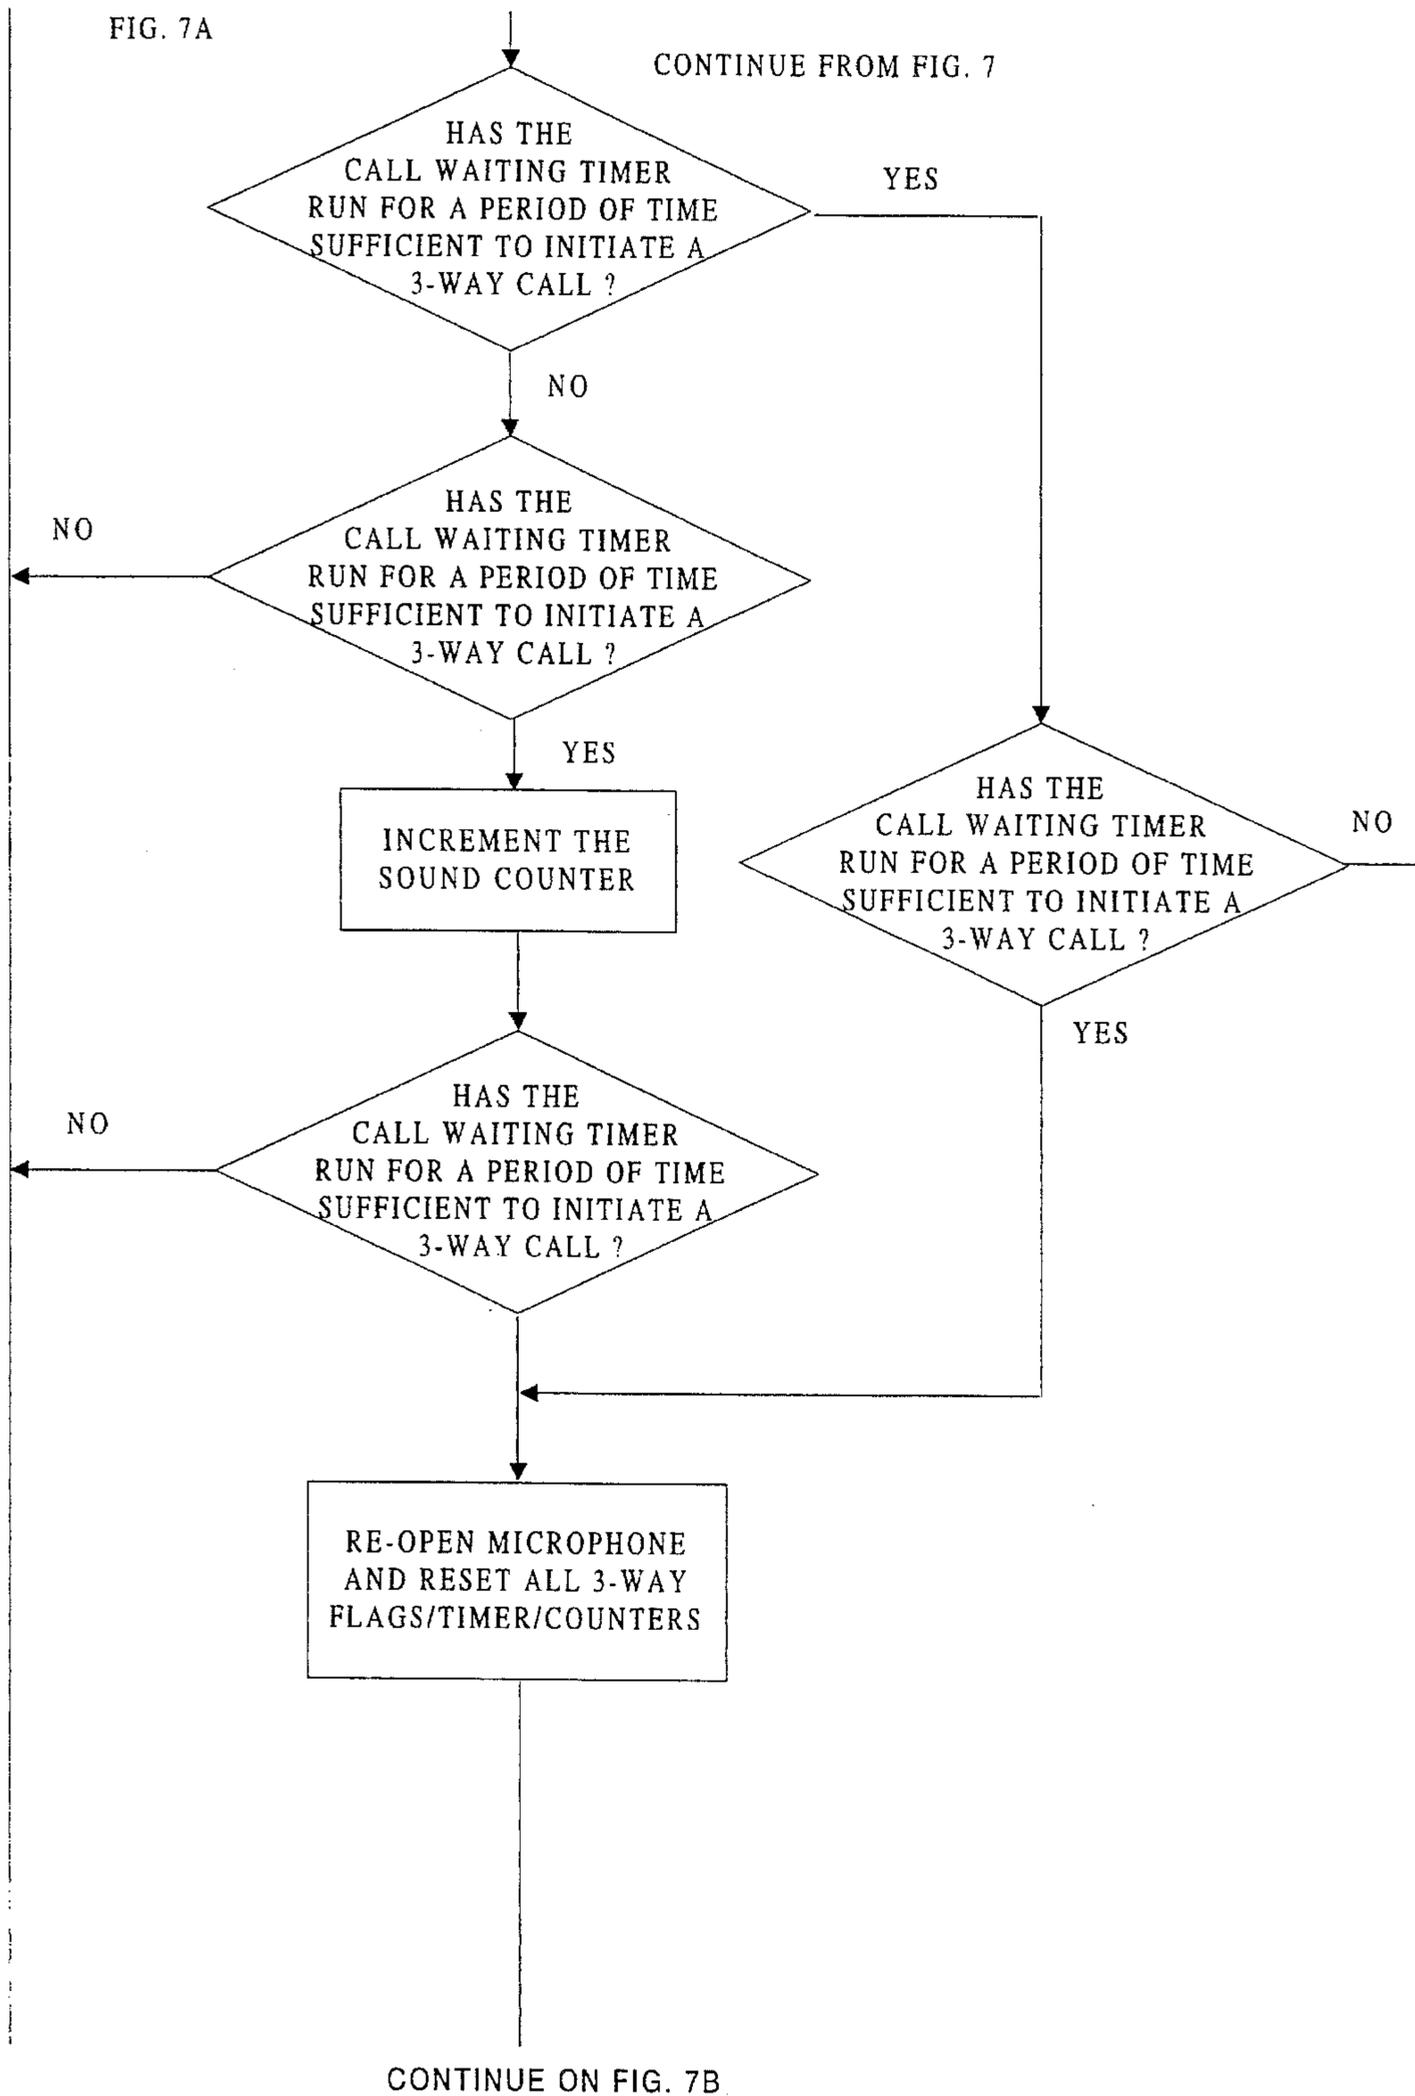 FIG. 7A
CONTINUE FROM FIG. 7
HAS THE
CALL WAITING TIMER
RUN FOR A PERIOD OF TIME
SUFFICIENT TO INITIATE A
3-WAY CALL ?
YES
NO
HAS THE
CALL WAITING TIMER
RUN FOR A PERIOD OF TIME
SUFFICIENT TO INITIATE A
3-WAY CALL ?
NO
YES
INCREMENT THE
SOUND COUNTER
HAS THE
CALL WAITING TIMER
RUN FOR A PERIOD OF TIME
SUFFICIENT TO INITIATE A
3-WAY CALL ?
NO
YES
HAS THE
CALL WAITING TIMER
RUN FOR A PERIOD OF TIME
SUFFICIENT TO INITIATE A
3-WAY CALL ?
NO
RE-OPEN MICROPHONE
AND RESET ALL 3-WAY
FLAGS/TIMER/COUNTERS
CONTINUE ON FIG. 7B